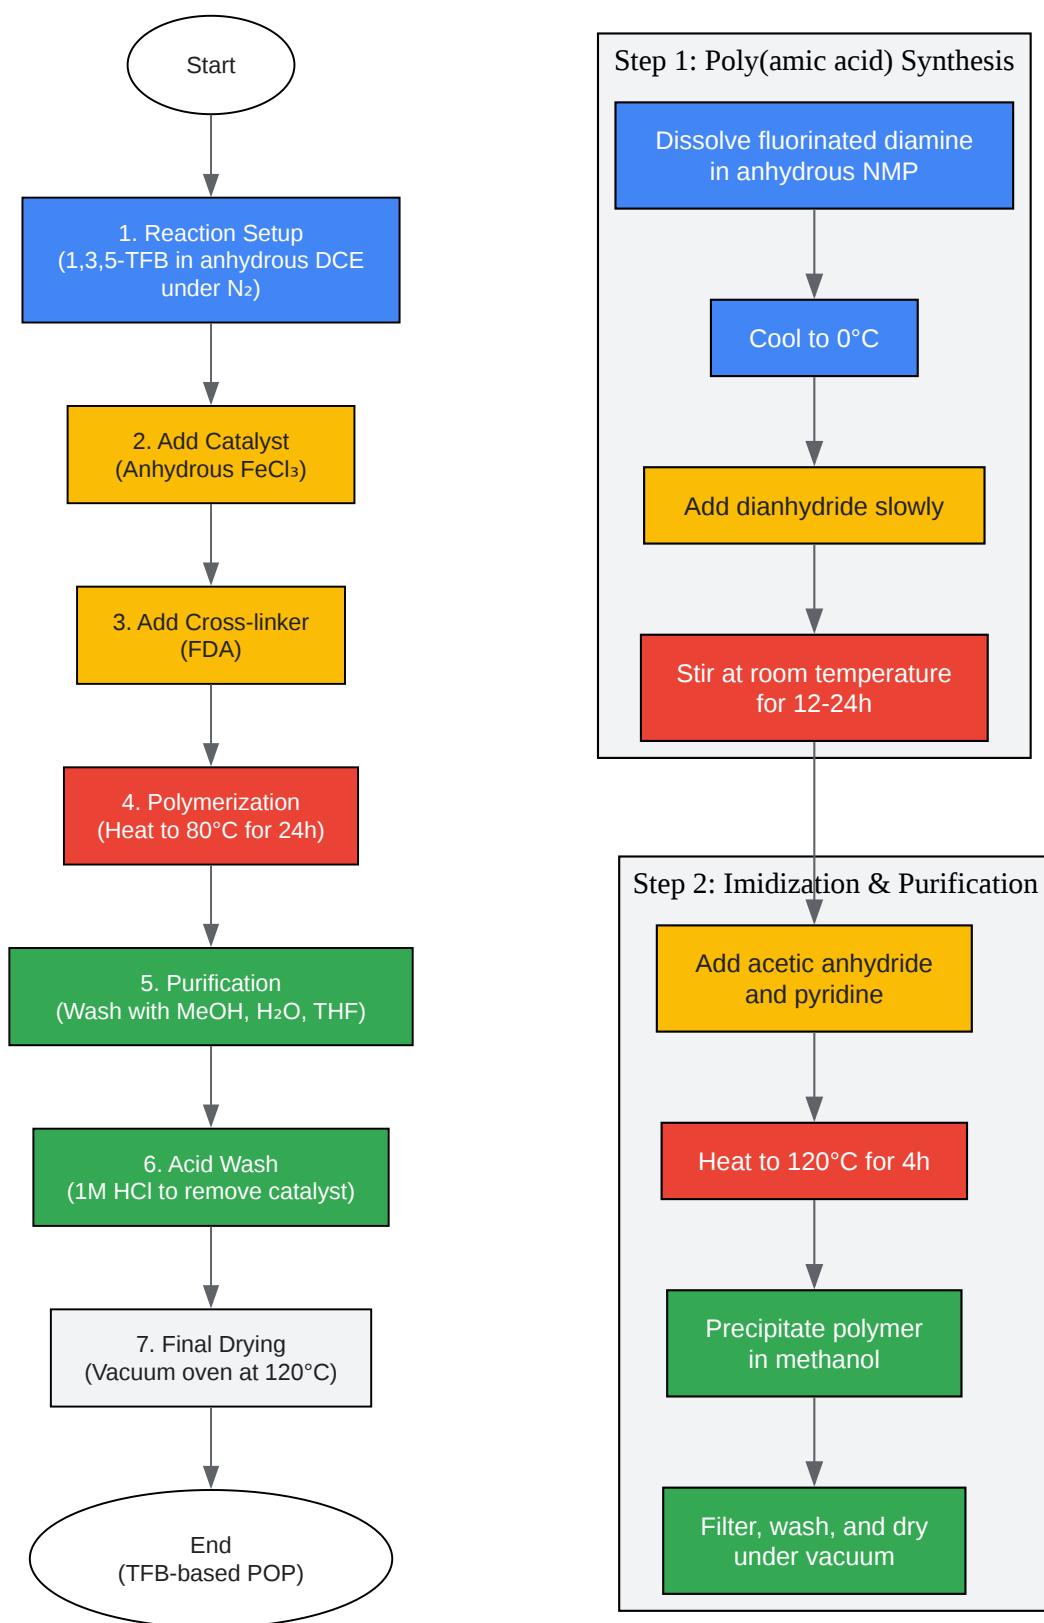 Start
1. Reaction Setup
(1,3,5-TFB in anhydrous DCE
under N₂)
2. Add Catalyst
(Anhydrous FeCl₃)
3. Add Cross-linker
(FDA)
4. Polymerization
(Heat to 80°C for 24h)
5. Purification
(Wash with MeOH, H₂O, THF)
6. Acid Wash
(1M HCl to remove catalyst)
7. Final Drying
(Vacuum oven at 120°C)
End
(TFB-based POP)
Step 1: Poly(amic acid) Synthesis
Dissolve fluorinated diamine
in anhydrous NMP
Cool to 0°C
Add dianhydride slowly
Stir at room temperature
for 12-24h
Step 2: Imidization & Purification
Add acetic anhydride
and pyridine
Heat to 120°C for 4h
Precipitate polymer
in methanol
Filter, wash, and dry
under vacuum